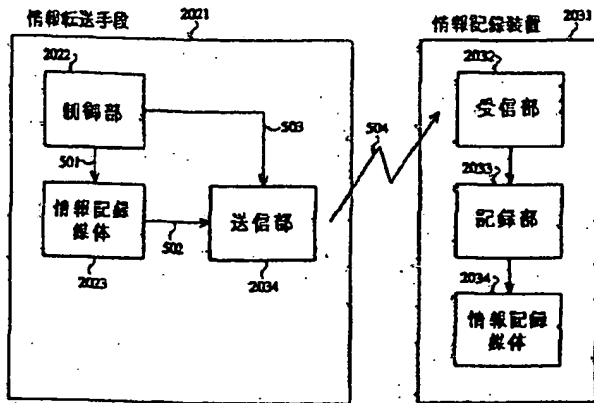 情報転送手段
2021
情報記録装置
2031
2022
制御部
501
503
情報記録
媒体
2023
502
送信部
2034
504
2032
受信部
2033
記録部
2034
情報記録
媒体